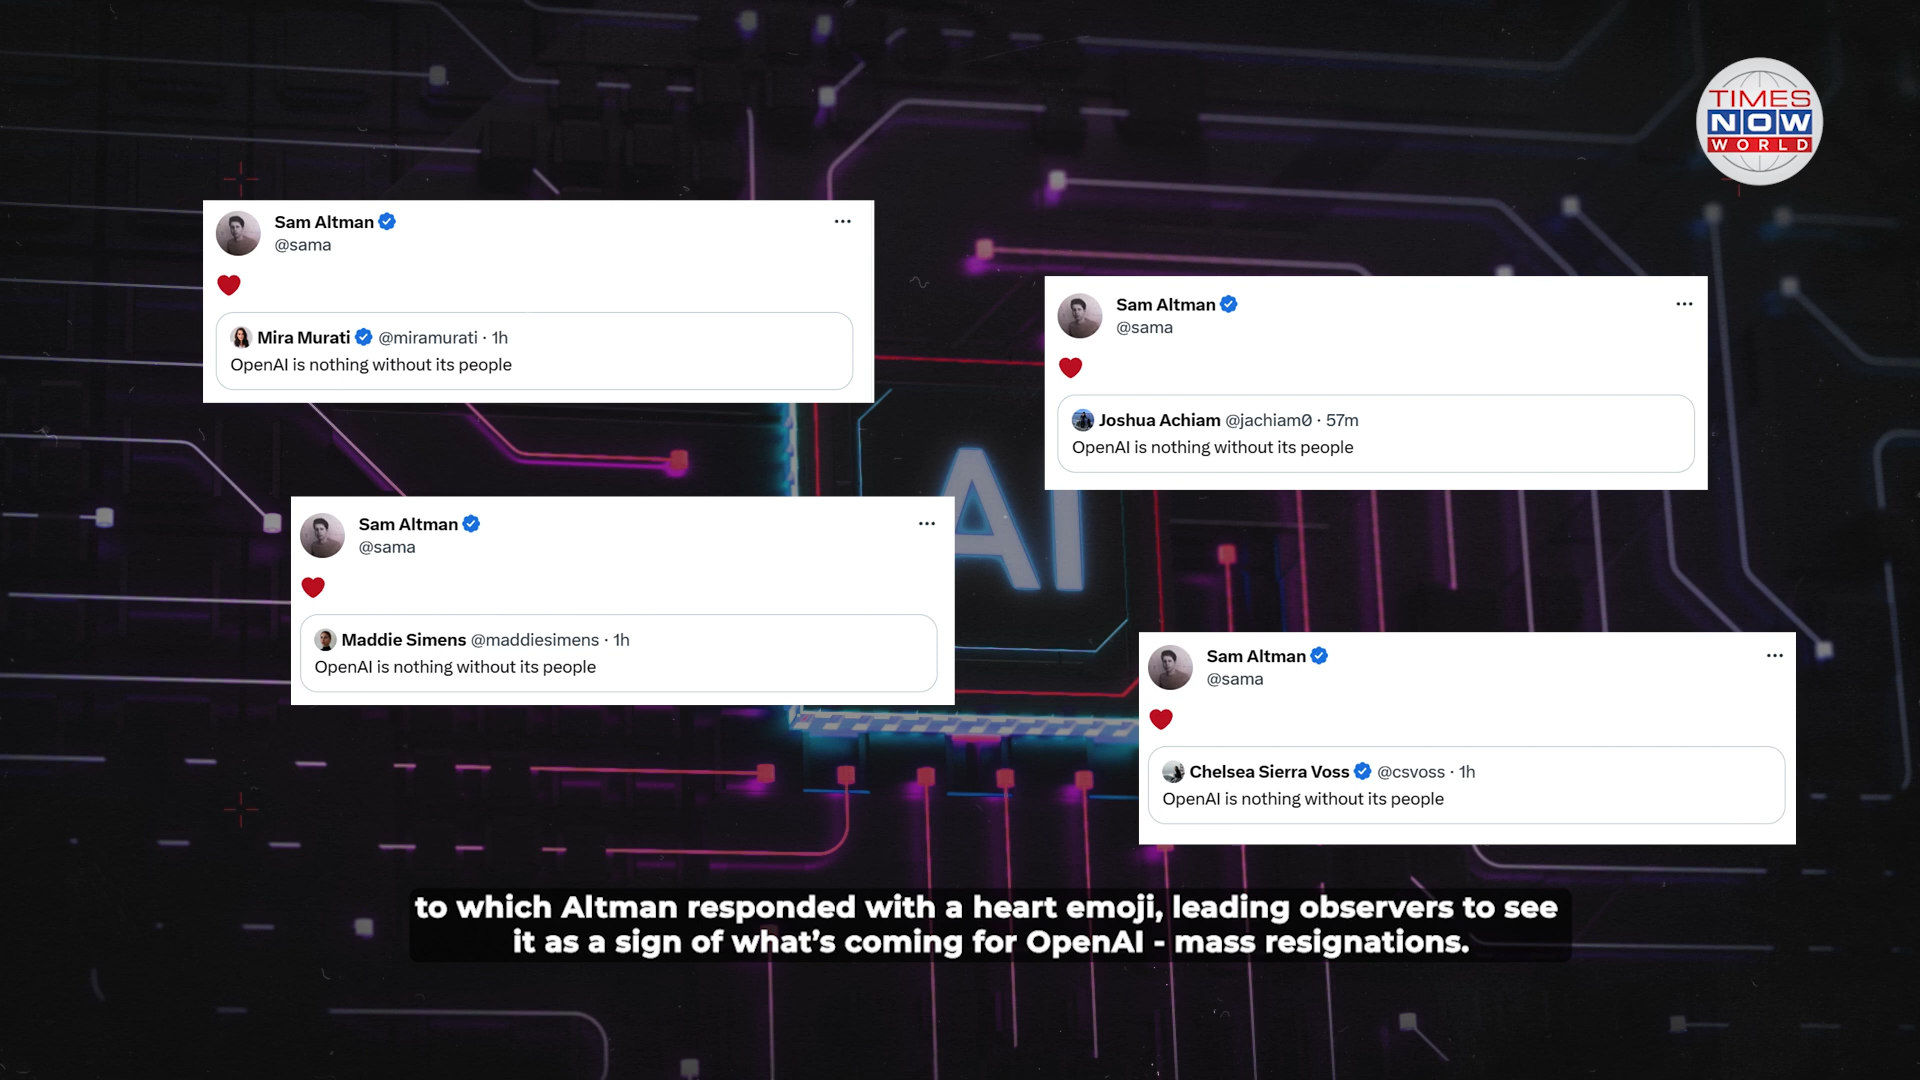 TIMES
NOW
WORLD
Sam Altman
@sama
❤️
Mira Murati @miramurati · 1h
OpenAI is nothing without its people
Sam Altman
@sama
❤️
Joshua Achiam @jachiam0 · 57m
OpenAI is nothing without its people
AI
Sam Altman
@sama
❤️
Maddie Simens @maddiesimens · 1h
OpenAI is nothing without its people
Sam Altman
@sama
❤️
Chelsea Sierra Voss @csvoss · 1h
OpenAI is nothing without its people
to which Altman responded with a heart emoji, leading observers to see
it as a sign of what's coming for OpenAI - mass resignations.